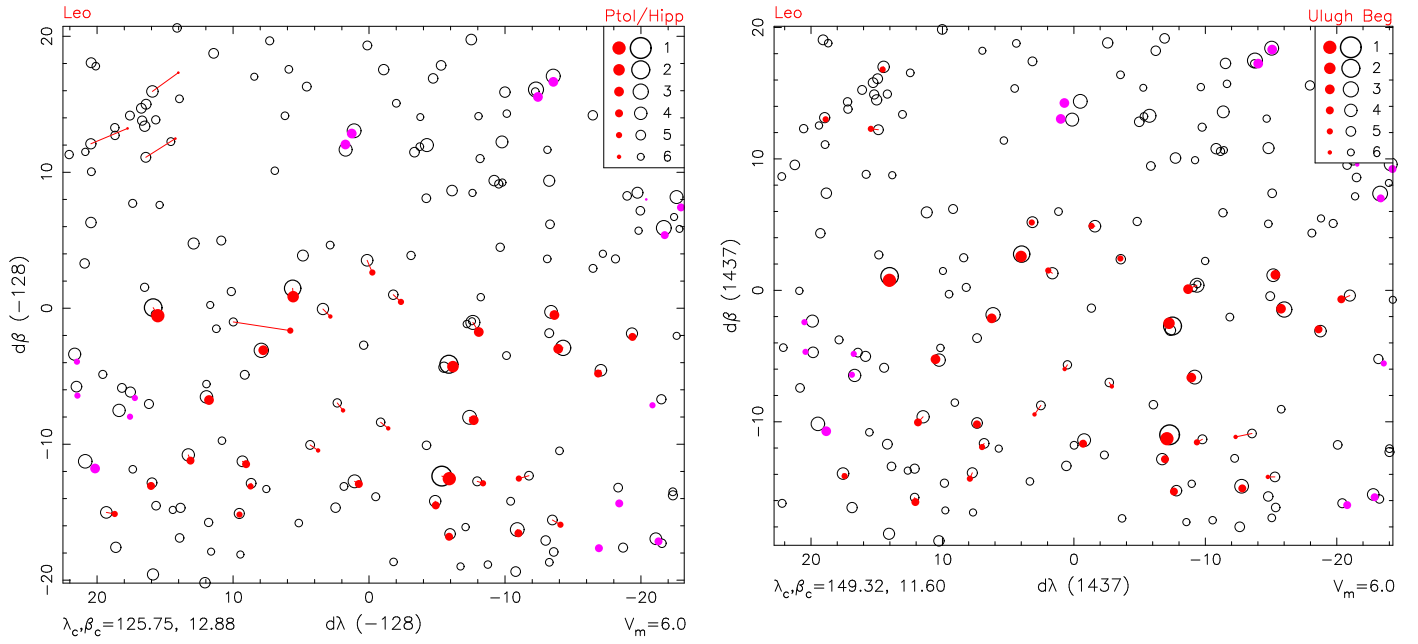 Leo Ptol/Hipp
1
2
3
4
5
6
20
10
0
−10
−20
dβ (−128)
20 10 0 −10 −20
λc,βc=125.75, 12.88 dλ (−128) Vm=6.0
Leo Ulugh Beg
1
2
3
4
5
6
20
10
0
−10
dβ (1437)
20 10 0 −10 −20
λc,βc=149.32, 11.60 dλ (1437) Vm=6.0